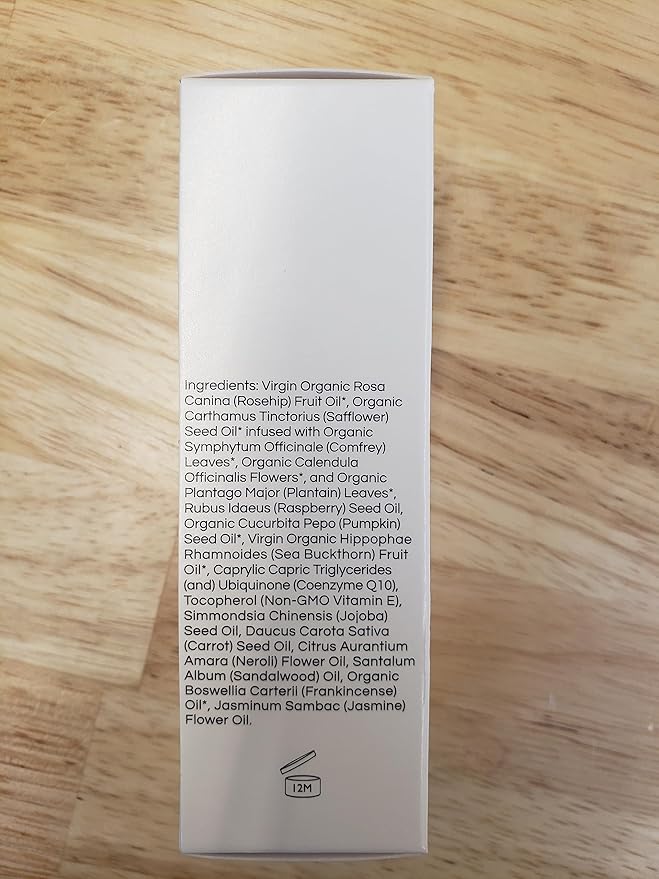 Ingredients: Virgin Organic Rosa
Canina (Rosehip) Fruit Oil*, Organic
Carthamus Tinctorius (Safflower)
Seed Oil* infused with Organic
Symphytum Officinale (Comfrey)
Leaves*, Organic Calendula
Officinalis Flowers*, and Organic
Plantago Major (Plantain) Leaves*,
Rubus Idaeus (Raspberry) Seed Oil,
Organic Cucurbita Pepo (Pumpkin)
Seed Oil*, Virgin Organic Hippophae
Rhamnoides (Sea Buckthorn) Fruit
Oil*, Caprylic Capric Triglycerides
(and) Ubiquinone (Coenzyme Q10),
Tocopherol (Non-GMO Vitamin E),
Simmondsia Chinensis (Jojoba)
Seed Oil, Daucus Carota Sativa
(Carrot) Seed Oil, Citrus Aurantium
Amara (Neroli) Flower Oil, Santalum
Album (Sandalwood) Oil, Organic
Boswellia Carterii (Frankincense)
Oil*, Jasminum Sambac (Jasmine)
Flower Oil.
12M